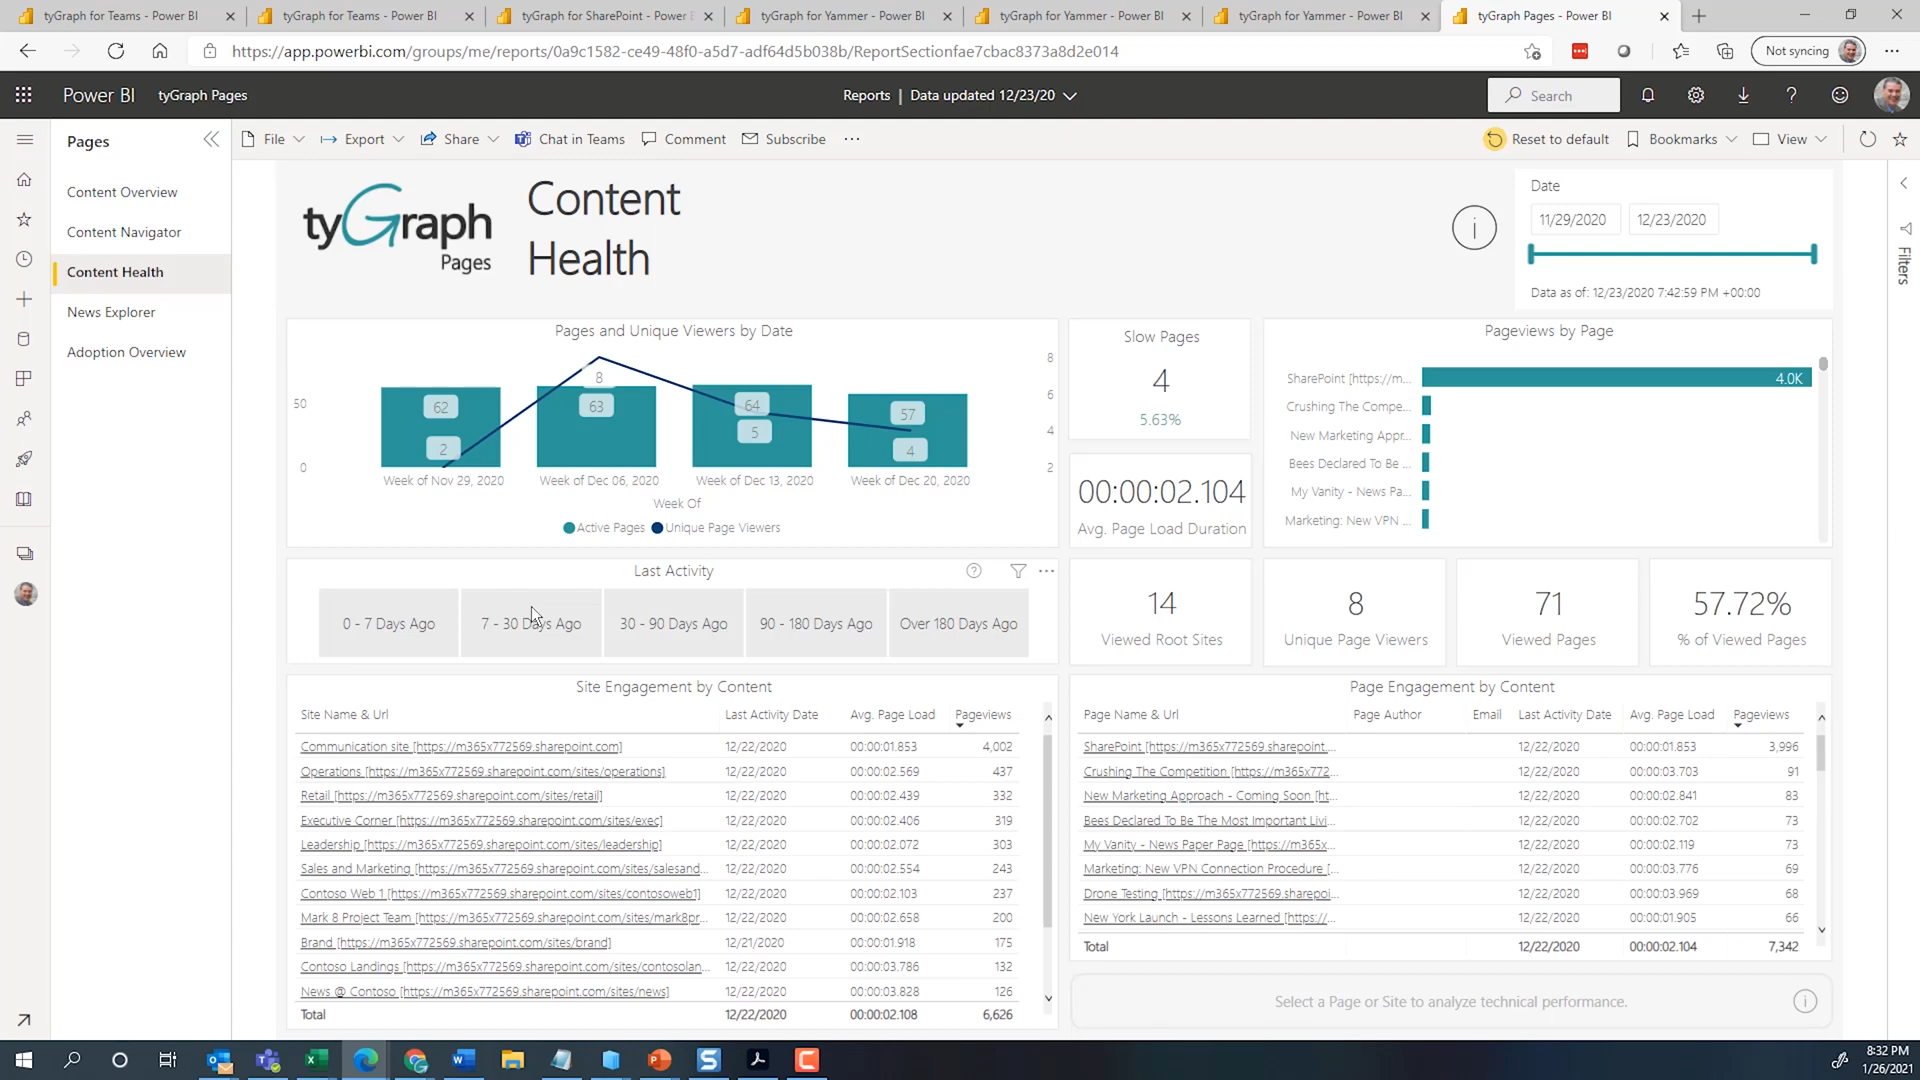 tyGraph for Teams - Power BI
tyGraph for Teams - Power BI
tyGraph for SharePoint - Power B
tyGraph for Yammer - Power BI
tyGraph for Yammer - Power BI
tyGraph for Yammer - Power BI
tyGraph Pages - Power BI
https://app.powerbi.com/groups/me/reports/0a9c1582-ce49-48f0-a5d7-adf64d5b038b/ReportSectionfae7cbac8373a8d2e014
Not syncing
Power BI tyGraph Pages
Reports | Data updated 12/23/20
Search
Pages
File
Export
Share
Chat in Teams
Comment
Subscribe
Reset to default
Bookmarks
View
Content Overview
Content Navigator
Content Health
News Explorer
Adoption Overview
tyGraph
Pages
Content
Health
Date
11/29/2020 12/23/2020
Data as of: 12/23/2020 7:42:59 PM +00:00
Filters
Pages and Unique Viewers by Date
50
0
8
6
4
2
62
2
8
63
64
5
57
4
Week of Nov 29, 2020
Week of Dec 06, 2020
Week of Dec 13, 2020
Week of Dec 20, 2020
Week Of
Active Pages Unique Page Viewers
Slow Pages
4
5.63%
00:00:02.104
Avg. Page Load Duration
Pageviews by Page
SharePoint [https://m... 4.0K
Crushing The Compe...
New Marketing Appr...
Bees Declared To Be ...
My Vanity - News Pa...
Marketing: New VPN ...
Last Activity
0 - 7 Days Ago
7 - 30 Days Ago
30 - 90 Days Ago
90 - 180 Days Ago
Over 180 Days Ago
14
Viewed Root Sites
8
Unique Page Viewers
71
Viewed Pages
57.72%
% of Viewed Pages
Site Engagement by Content
Site Name & Url Last Activity Date Avg. Page Load Pageviews
Communication site [https://m365x772569.sharepoint.com] 12/22/2020 00:00:01.853 4,002
Operations [https://m365x772569.sharepoint.com/sites/operations] 12/22/2020 00:00:02.569 437
Retail [https://m365x772569.sharepoint.com/sites/retail] 12/22/2020 00:00:02.439 332
Executive Corner [https://m365x772569.sharepoint.com/sites/exec] 12/22/2020 00:00:02.406 319
Leadership [https://m365x772569.sharepoint.com/sites/leadership] 12/22/2020 00:00:02.072 303
Sales and Marketing [https://m365x772569.sharepoint.com/sites/salesand... 12/22/2020 00:00:02.554 243
Contoso Web 1 [https://m365x772569.sharepoint.com/sites/contosoweb1] 12/22/2020 00:00:02.103 237
Mark 8 Project Team [https://m365x772569.sharepoint.com/sites/mark8pr... 12/22/2020 00:00:02.658 200
Brand [https://m365x772569.sharepoint.com/sites/brand] 12/21/2020 00:00:01.918 175
Contoso Landings [https://m365x772569.sharepoint.com/sites/contosolan... 12/22/2020 00:00:03.786 132
News @ Contoso [https://m365x772569.sharepoint.com/sites/news] 12/22/2020 00:00:03.828 126
Total 12/22/2020 00:00:02.108 6,626
Page Engagement by Content
Page Name & Url Page Author Email Last Activity Date Avg. Page Load Pageviews
SharePoint [https://m365x772569.sharepoint.... 12/22/2020 00:00:01.853 3,996
Crushing The Competition [https://m365x772... 12/22/2020 00:00:03.703 91
New Marketing Approach - Coming Soon [ht... 12/22/2020 00:00:02.841 83
Bees Declared To Be The Most Important Livi... 12/22/2020 00:00:02.702 73
My Vanity - News Paper Page [https://m365x... 12/22/2020 00:00:02.119 73
Marketing: New VPN Connection Procedure [... 12/22/2020 00:00:03.776 69
Drone Testing [https://m365x772569.sharepoi... 12/22/2020 00:00:03.969 68
New York Launch - Lessons Learned [https://... 12/22/2020 00:00:01.905 66
Total 12/22/2020 00:00:02.104 7,342
Select a Page or Site to analyze technical performance.
8:32 PM
1/26/2021